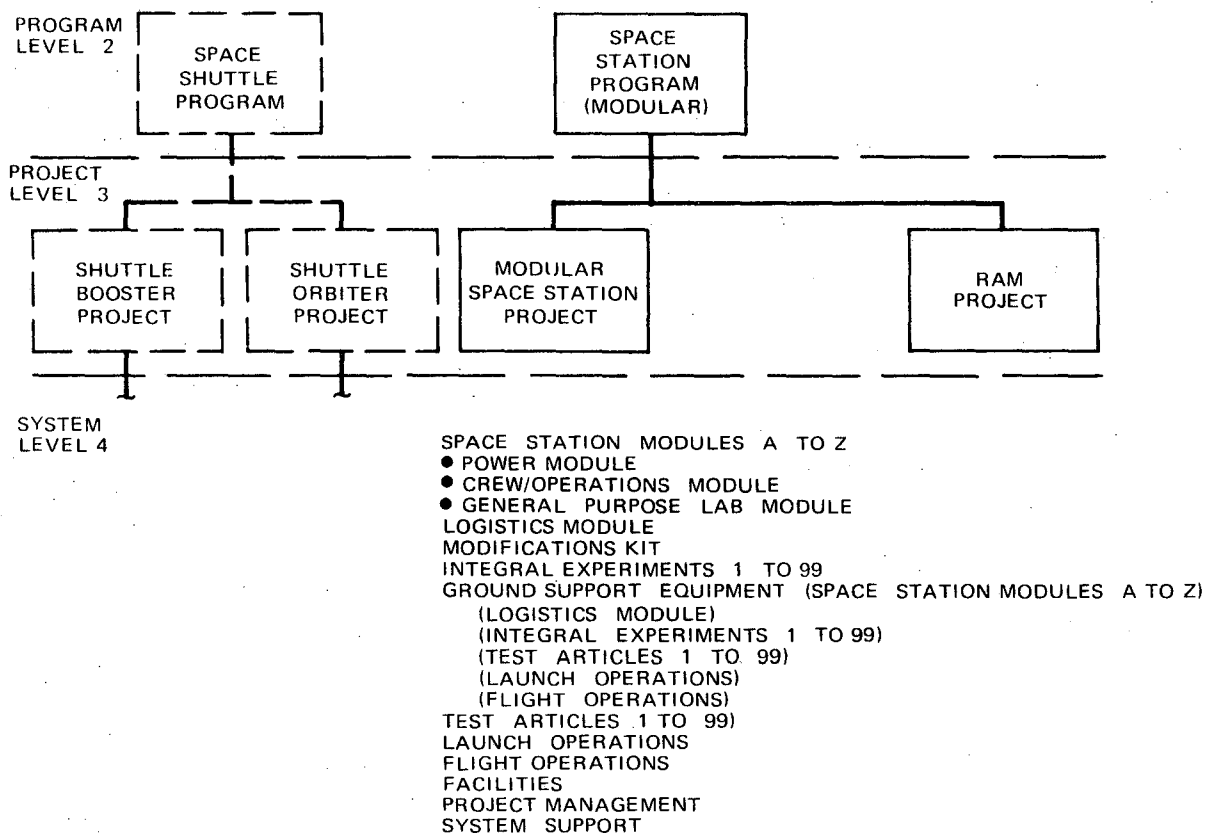 PROGRAM
LEVEL 2
SPACE
SHUTTLE
PROGRAM
SPACE
STATION
PROGRAM
(MODULAR)
PROJECT
LEVEL 3
SHUTTLE
BOOSTER
PROJECT
SHUTTLE
ORBITER
PROJECT
MODULAR
SPACE STATION
PROJECT
RAM
PROJECT
SYSTEM
LEVEL 4
SPACE STATION MODULES A TO Z
● POWER MODULE
● CREW/OPERATIONS MODULE
● GENERAL PURPOSE LAB MODULE
LOGISTICS MODULE
MODIFICATIONS KIT
INTEGRAL EXPERIMENTS 1 TO 99
GROUND SUPPORT EQUIPMENT (SPACE STATION MODULES A TO Z)
(LOGISTICS MODULE)
(INTEGRAL EXPERIMENTS 1 TO 99)
(TEST ARTICLES 1 TO 99)
(LAUNCH OPERATIONS)
(FLIGHT OPERATIONS)
TEST ARTICLES 1 TO 99)
LAUNCH OPERATIONS
FLIGHT OPERATIONS
FACILITIES
PROJECT MANAGEMENT
SYSTEM SUPPORT